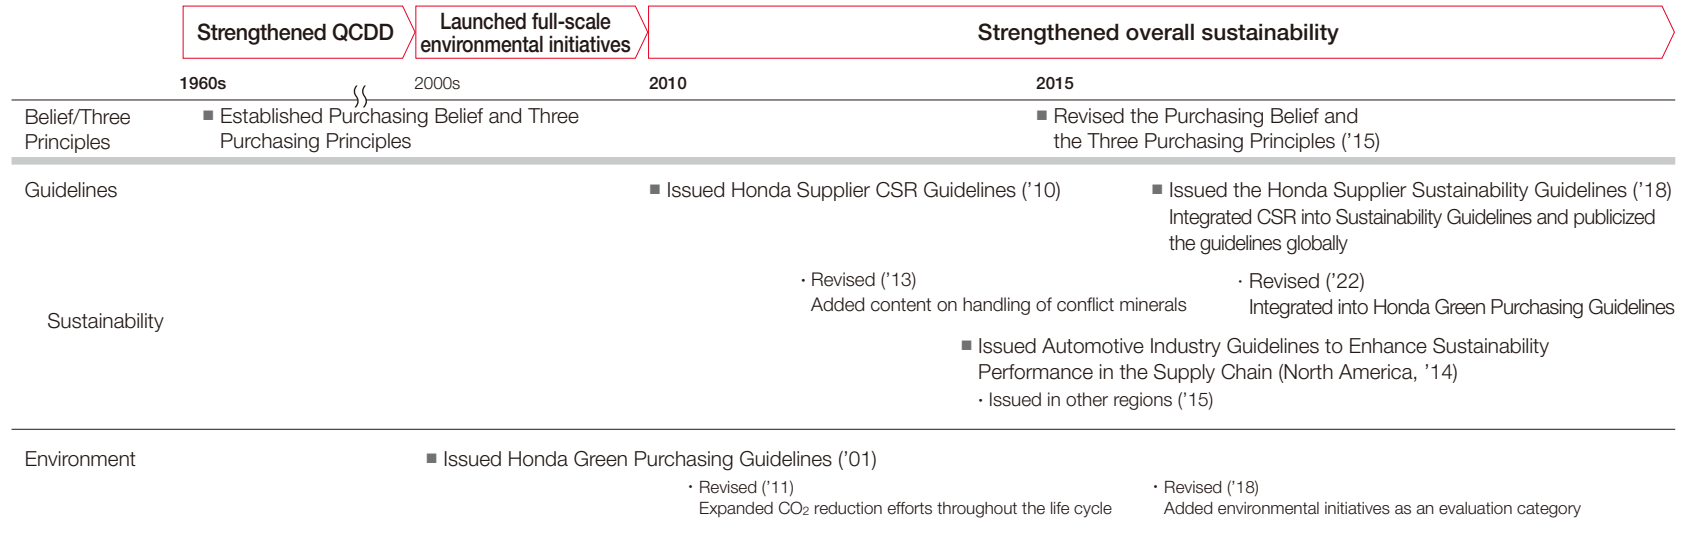 Strengthened QCDD
Launched full-scale
environmental initiatives
Strengthened overall sustainability
1960s
2000s
2010
2015
Belief/Three
Principles
■ Established Purchasing Belief and Three
Purchasing Principles
■ Revised the Purchasing Belief and
the Three Purchasing Principles (’15)
Guidelines
■ Issued Honda Supplier CSR Guidelines (’10)
■ Issued the Honda Supplier Sustainability Guidelines (’18)
Integrated CSR into Sustainability Guidelines and publicized
the guidelines globally
・Revised (’13)
Added content on handling of conflict minerals
・Revised (’22)
Integrated into Honda Green Purchasing Guidelines
Sustainability
■ Issued Automotive Industry Guidelines to Enhance Sustainability
Performance in the Supply Chain (North America, ’14)
・Issued in other regions (’15)
Environment
■ Issued Honda Green Purchasing Guidelines (’01)
・Revised (’11)
Expanded CO₂ reduction efforts throughout the life cycle
・Revised (’18)
Added environmental initiatives as an evaluation category